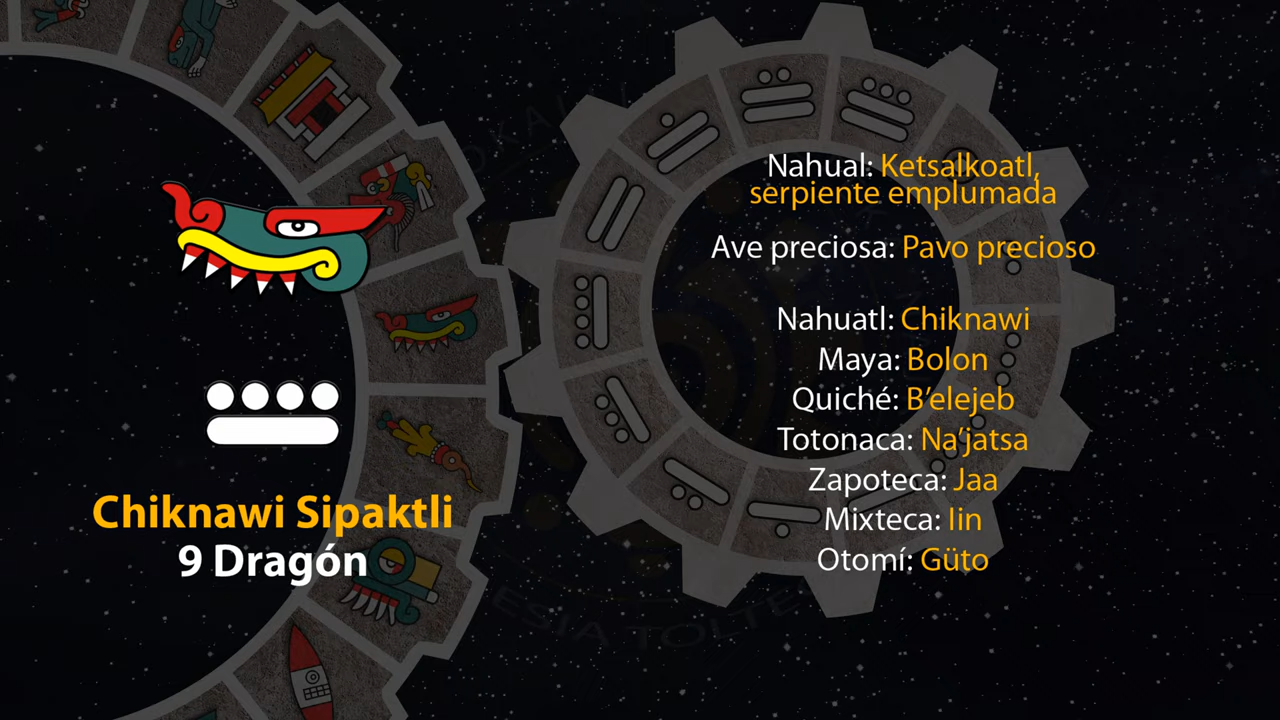 Nahual: Ketsalkoatl,
serpiente emplumada
Ave preciosa: Pavo precioso
Nahuatl: Chiknawi
Maya: Bolon
Quiché: B'elejeb
Totonaca: Na'jatsa
Zapoteca: Jaa
Mixteca: Iin
Otomí: Güto
Chiknawi Sipaktli
9 Dragón